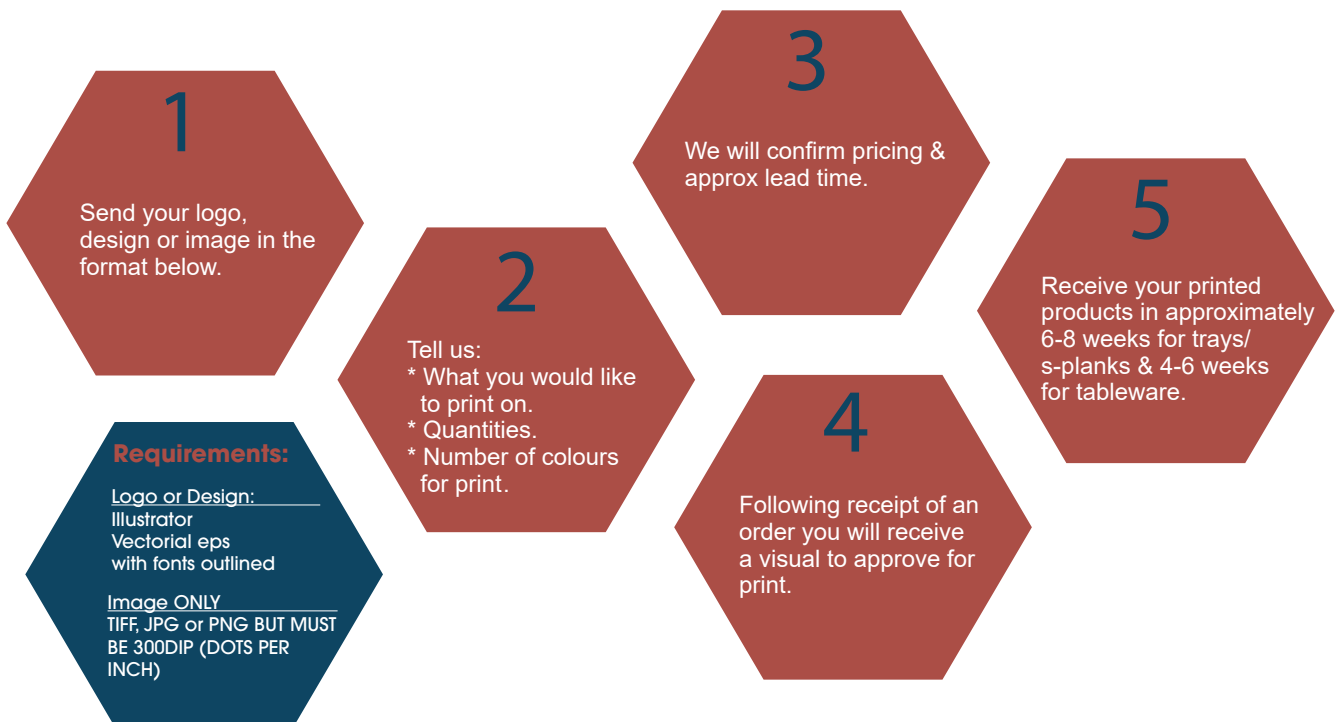 1
Send your logo,
design or image in the
format below.
Requirements:
Logo or Design:
Illustrator
Vectorial eps
with fonts outlined
Image ONLY
TIFF, JPG or PNG BUT MUST
BE 300DIP (DOTS PER
INCH)
2
Tell us:
* What you would like
to print on.
* Quantities.
* Number of colours
for print.
3
We will confirm pricing &
approx lead time.
4
Following receipt of an
order you will receive
a visual to approve for
print.
5
Receive your printed
products in approximately
6-8 weeks for trays/
s-planks & 4-6 weeks
for tableware.